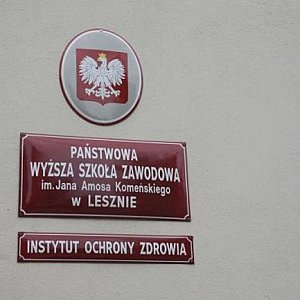 PAŃSTWOWA
WYŻSZA SZKOŁA ZAWODOWA
im. Jana Amosa Komeńskiego
w LESZNIE
INSTYTUT OCHRONY ZDROWIA